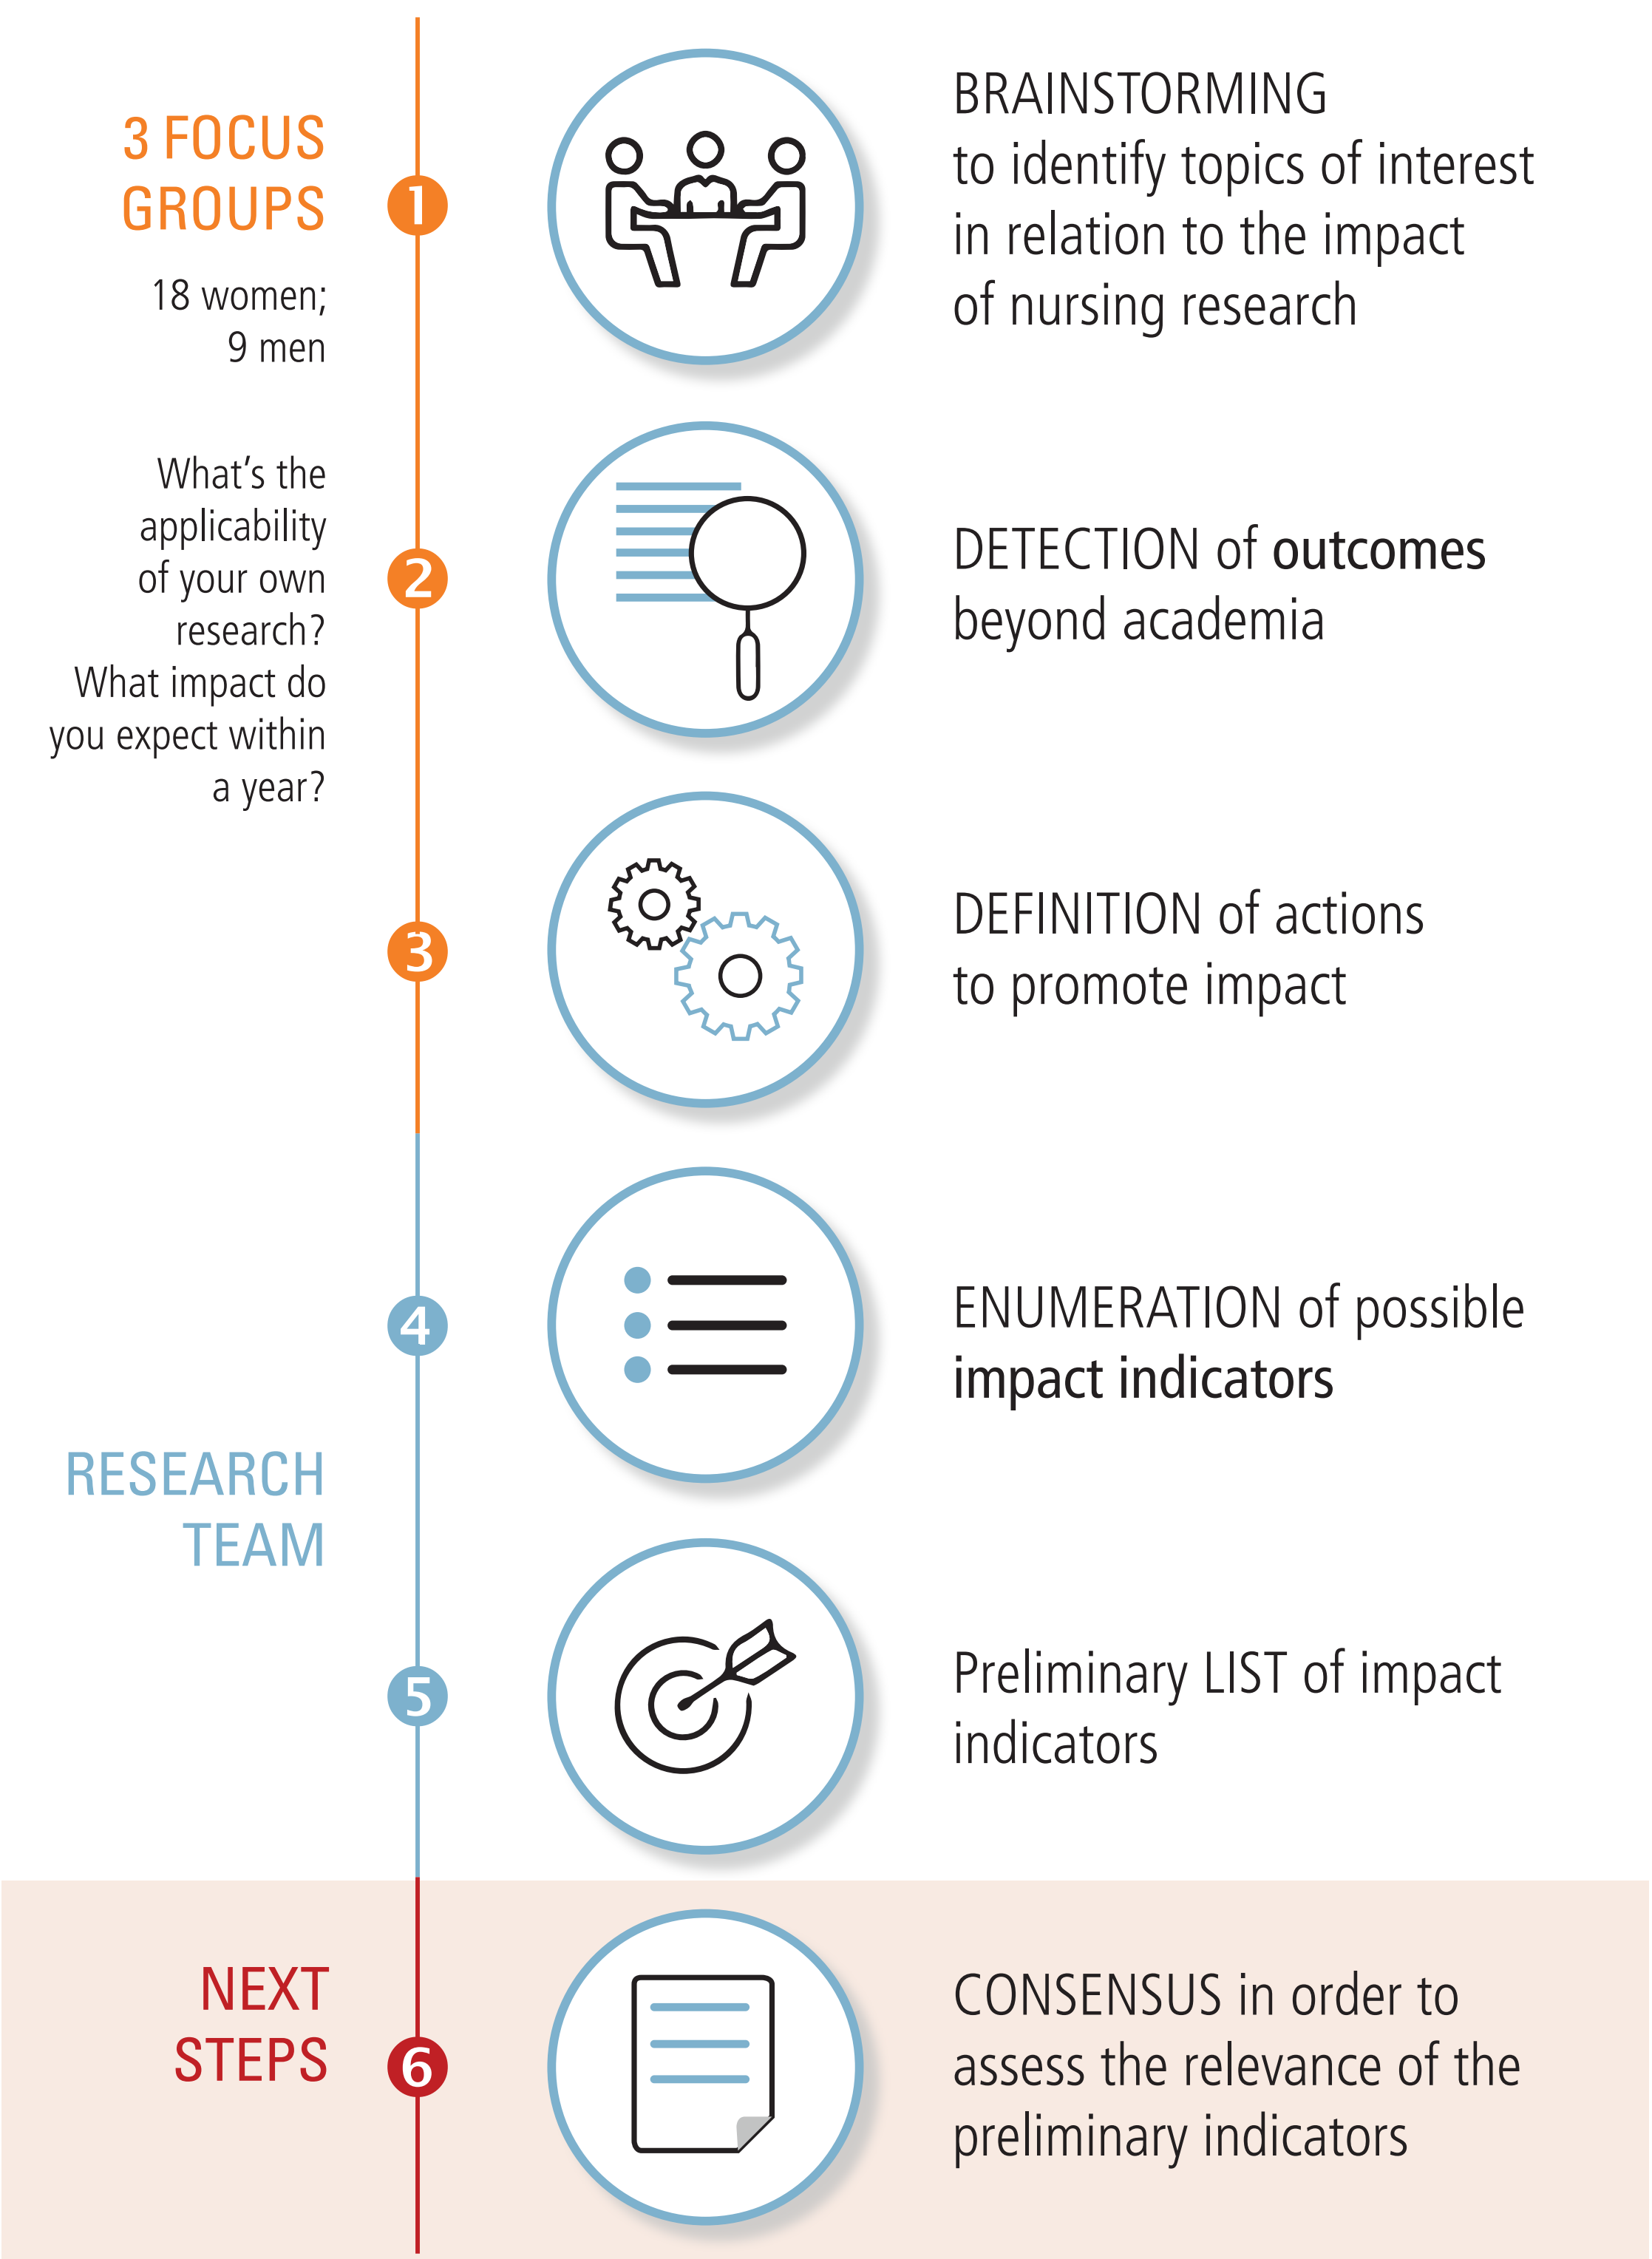 3 FOCUS
GROUPS
18 women;
9 men
What’s the
applicability
of your own
research?
What impact do
you expect within
a year?
1
BRAINSTORMING
to identify topics of interest
in relation to the impact
of nursing research
2
DETECTION of outcomes
beyond academia
3
DEFINITION of actions
to promote impact
RESEARCH
TEAM
4
ENUMERATION of possible
impact indicators
5
Preliminary LIST of impact
indicators
NEXT
STEPS
6
CONSENSUS in order to
assess the relevance of the
preliminary indicators